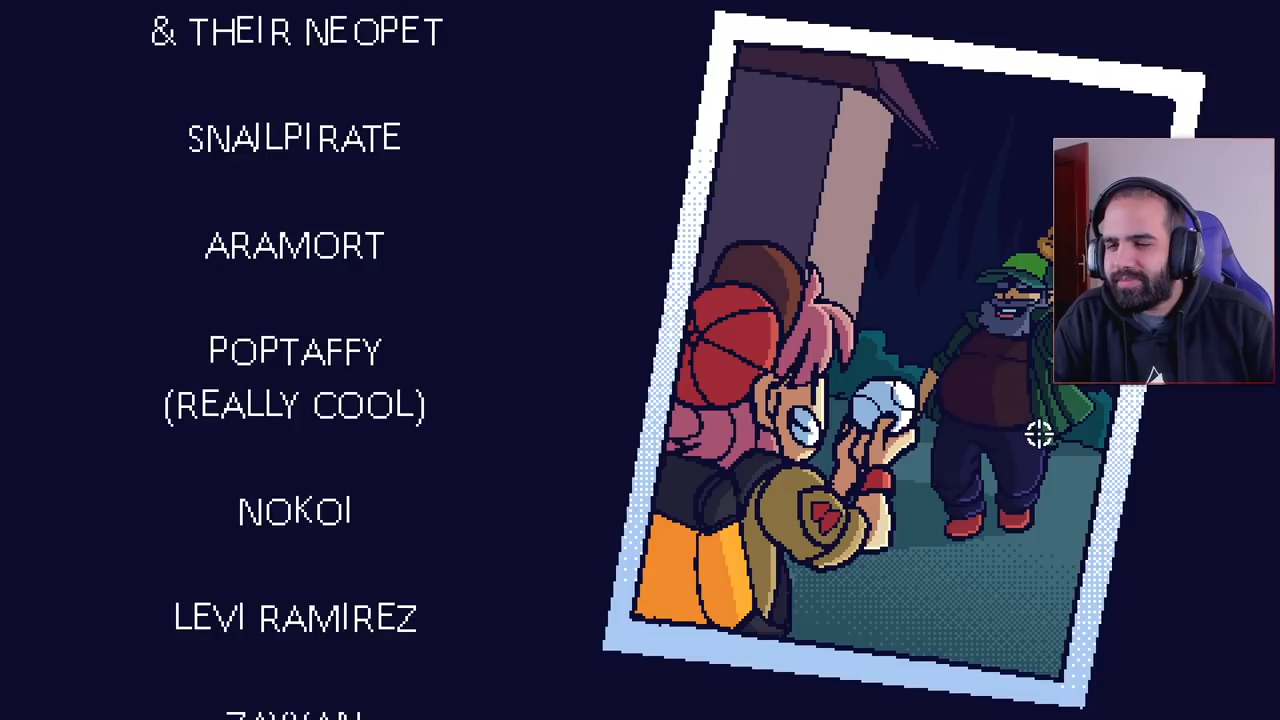 & THEIR NEOPET
SNAILPIRATE
ARAMORT
POPTAFFY
(REALLY COOL)
NOKOI
LEVI RAMIREZ